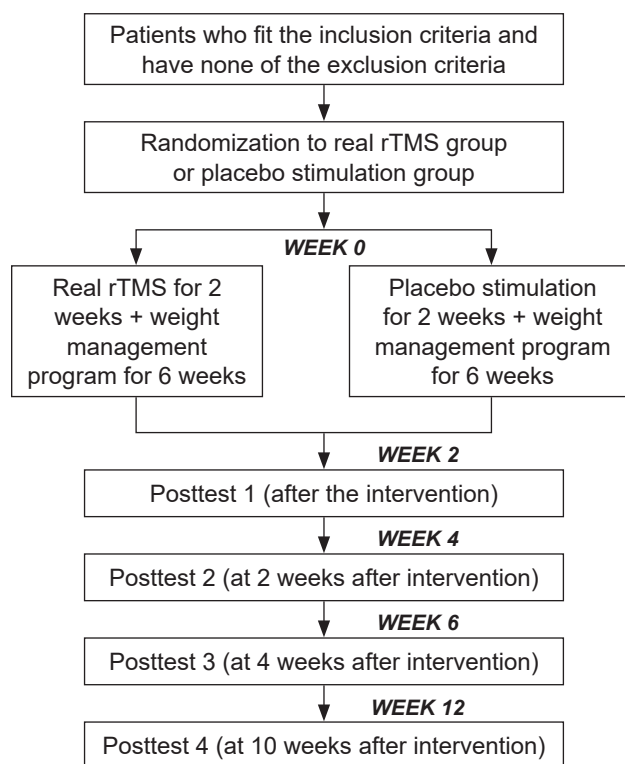 Patients who fit the inclusion criteria and
have none of the exclusion criteria
Randomization to real rTMS group
or placebo stimulation group
WEEK 0
Real rTMS for 2
weeks + weight
management
program for 6 weeks
Placebo stimulation
for 2 weeks + weight
management program
for 6 weeks
WEEK 2
Posttest 1 (after the intervention)
WEEK 4
Posttest 2 (at 2 weeks after intervention)
WEEK 6
Posttest 3 (at 4 weeks after intervention)
WEEK 12
Posttest 4 (at 10 weeks after intervention)